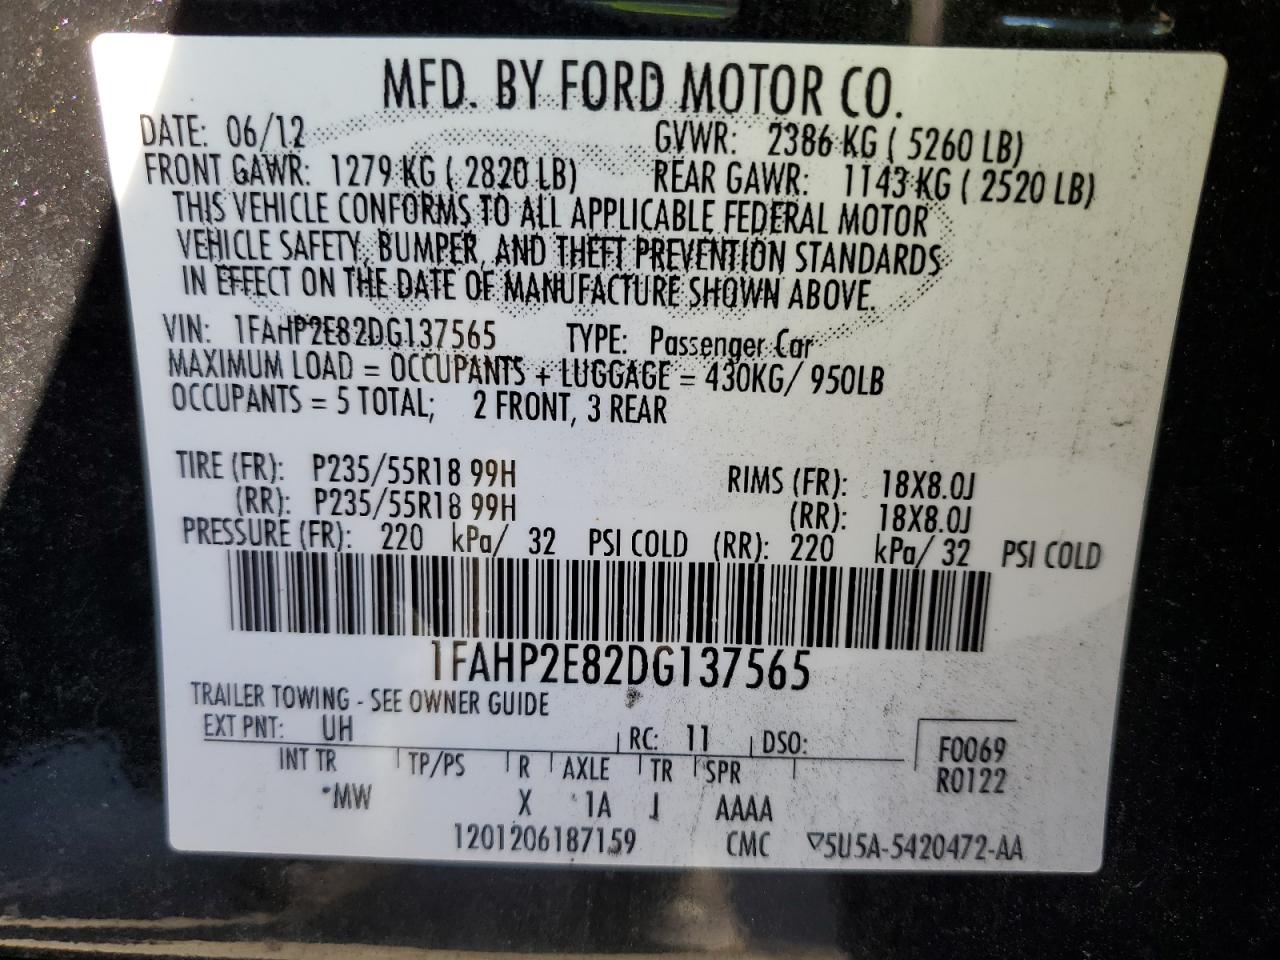 MFD. BY FORD MOTOR CO.
DATE: 06/12 GVWR: 2386 KG ( 5260 LB)
FRONT GAWR: 1279 KG ( 2820 LB) REAR GAWR: 1143 KG ( 2520 LB)
THIS VEHICLE CONFORMS TO ALL APPLICABLE FEDERAL MOTOR
VEHICLE SAFETY, BUMPER, AND THEFT PREVENTION STANDARDS
IN EFFECT ON THE DATE OF MANUFACTURE SHOWN ABOVE.
VIN: 1FAHP2E82DG137565 TYPE: Passenger Car
MAXIMUM LOAD = OCCUPANTS + LUGGAGE = 430KG/ 950LB
OCCUPANTS = 5 TOTAL; 2 FRONT, 3 REAR
TIRE (FR): P235/55R18 99H RIMS (FR): 18X8.0J
(RR): P235/55R18 99H (RR): 18X8.0J
PRESSURE (FR): 220 kPa/ 32 PSI COLD (RR): 220 kPa/ 32 PSI COLD
1FAHP2E82DG137565
TRAILER TOWING - SEE OWNER GUIDE
EXT PNT: UH RC: 11 DSO: F0069
INT TR TP/PS R AXLE TR SPR R0122
*MW X 1A J AAAA
1201206187159 CMC ▽5U5A-5420472-AA